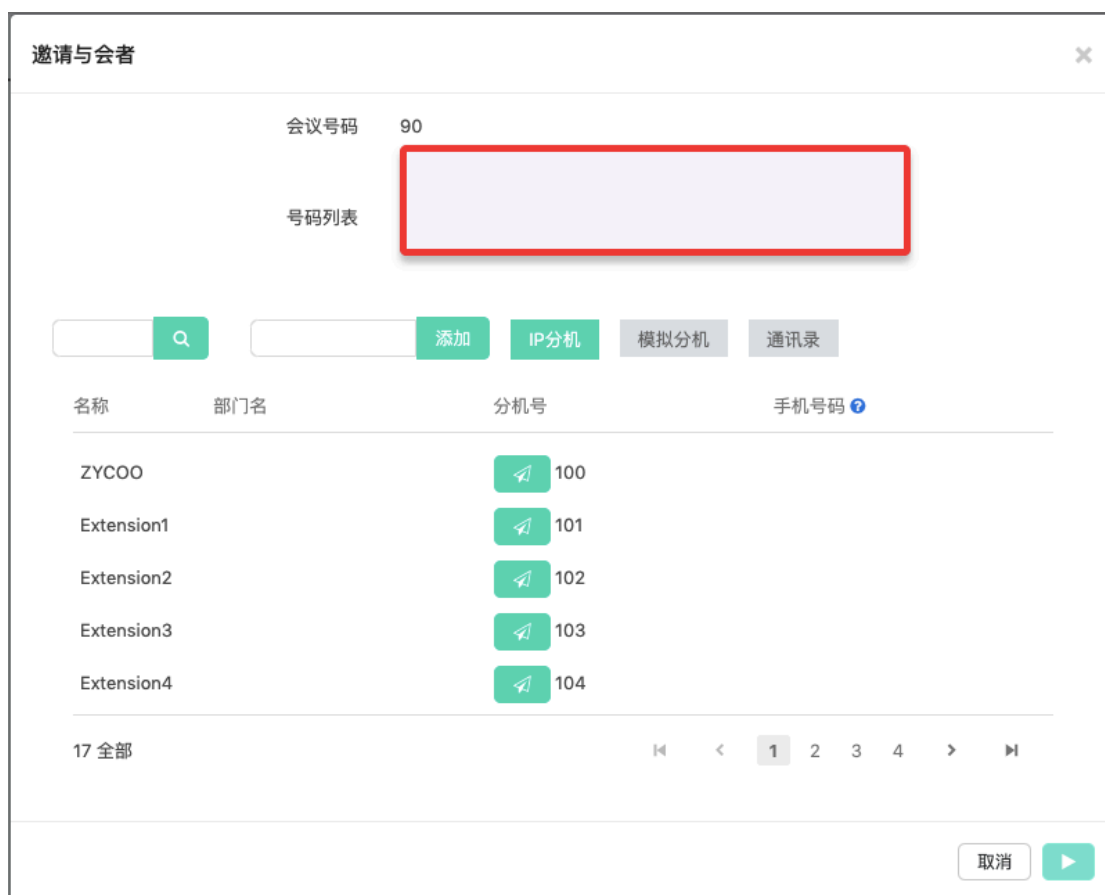 邀请与会者
会议号码 90
号码列表
添加 IP分机 模拟分机 通讯录
名称 部门名 分机号 手机号码
ZYCOO 100
Extension1 101
Extension2 102
Extension3 103
Extension4 104
17 全部 1 2 3 4
取消